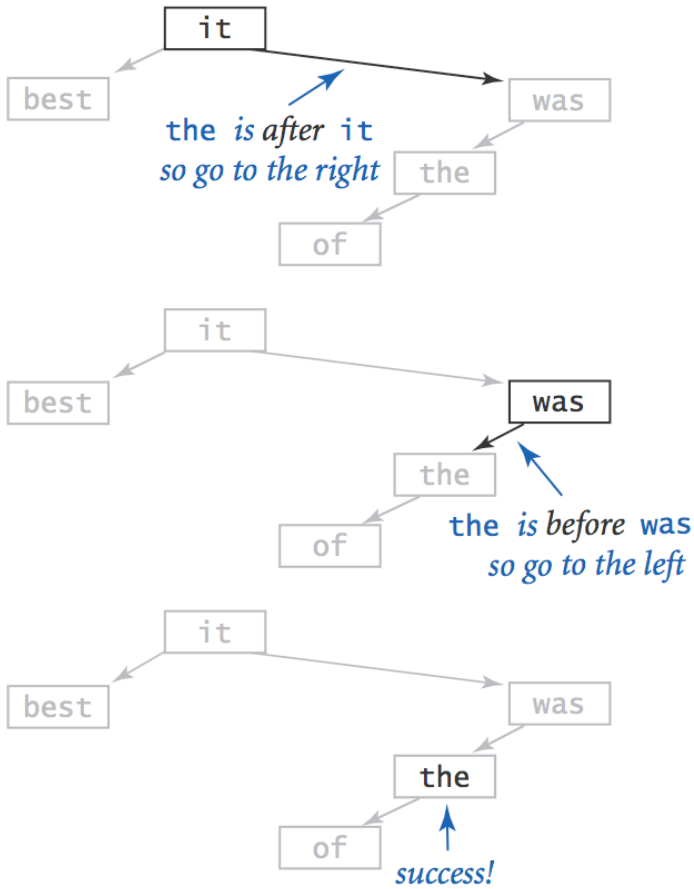 it
best
was
the is after it
so go to the right
the
of
it
best
was
the
of
the is before was
so go to the left
it
best
was
the
of
success!